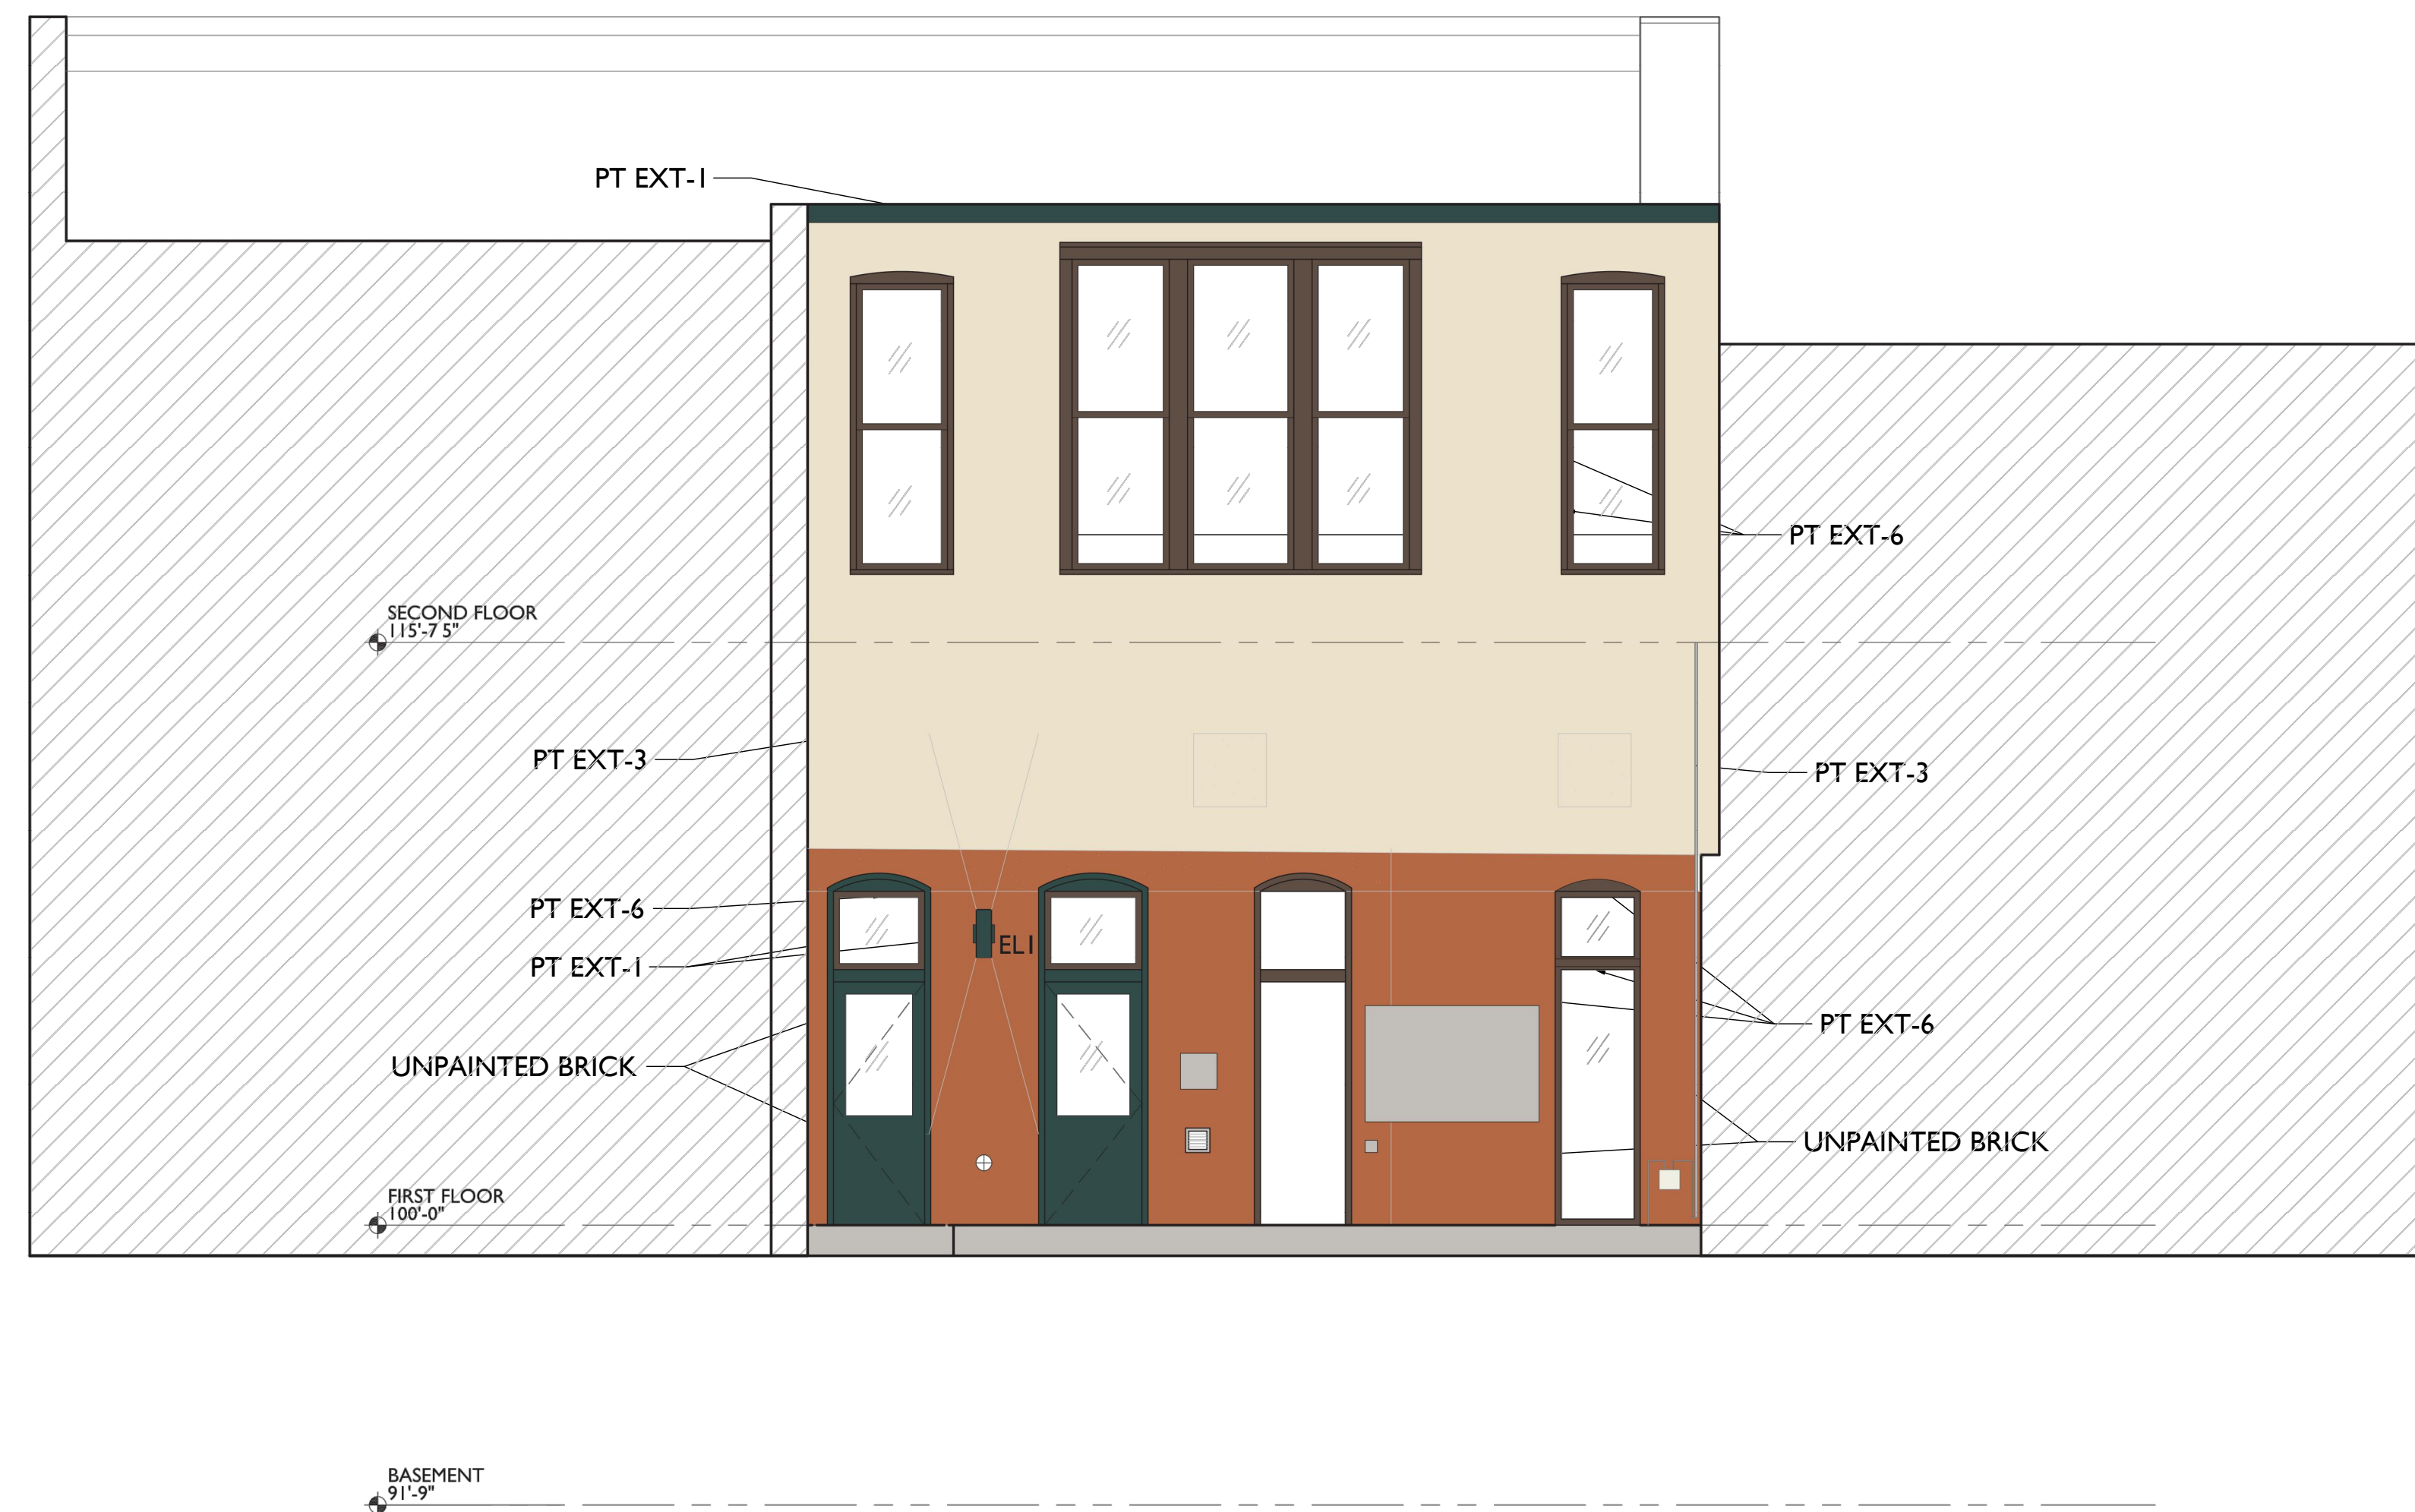 PT EXT-1
PT EXT-6
SECOND FLOOR
115'-7 5"
PT EXT-3
PT EXT-3
PT EXT-6
EL1
PT EXT-1
PT EXT-6
UNPAINTED BRICK
UNPAINTED BRICK
FIRST FLOOR
100'-0"
BASEMENT
91'-9"